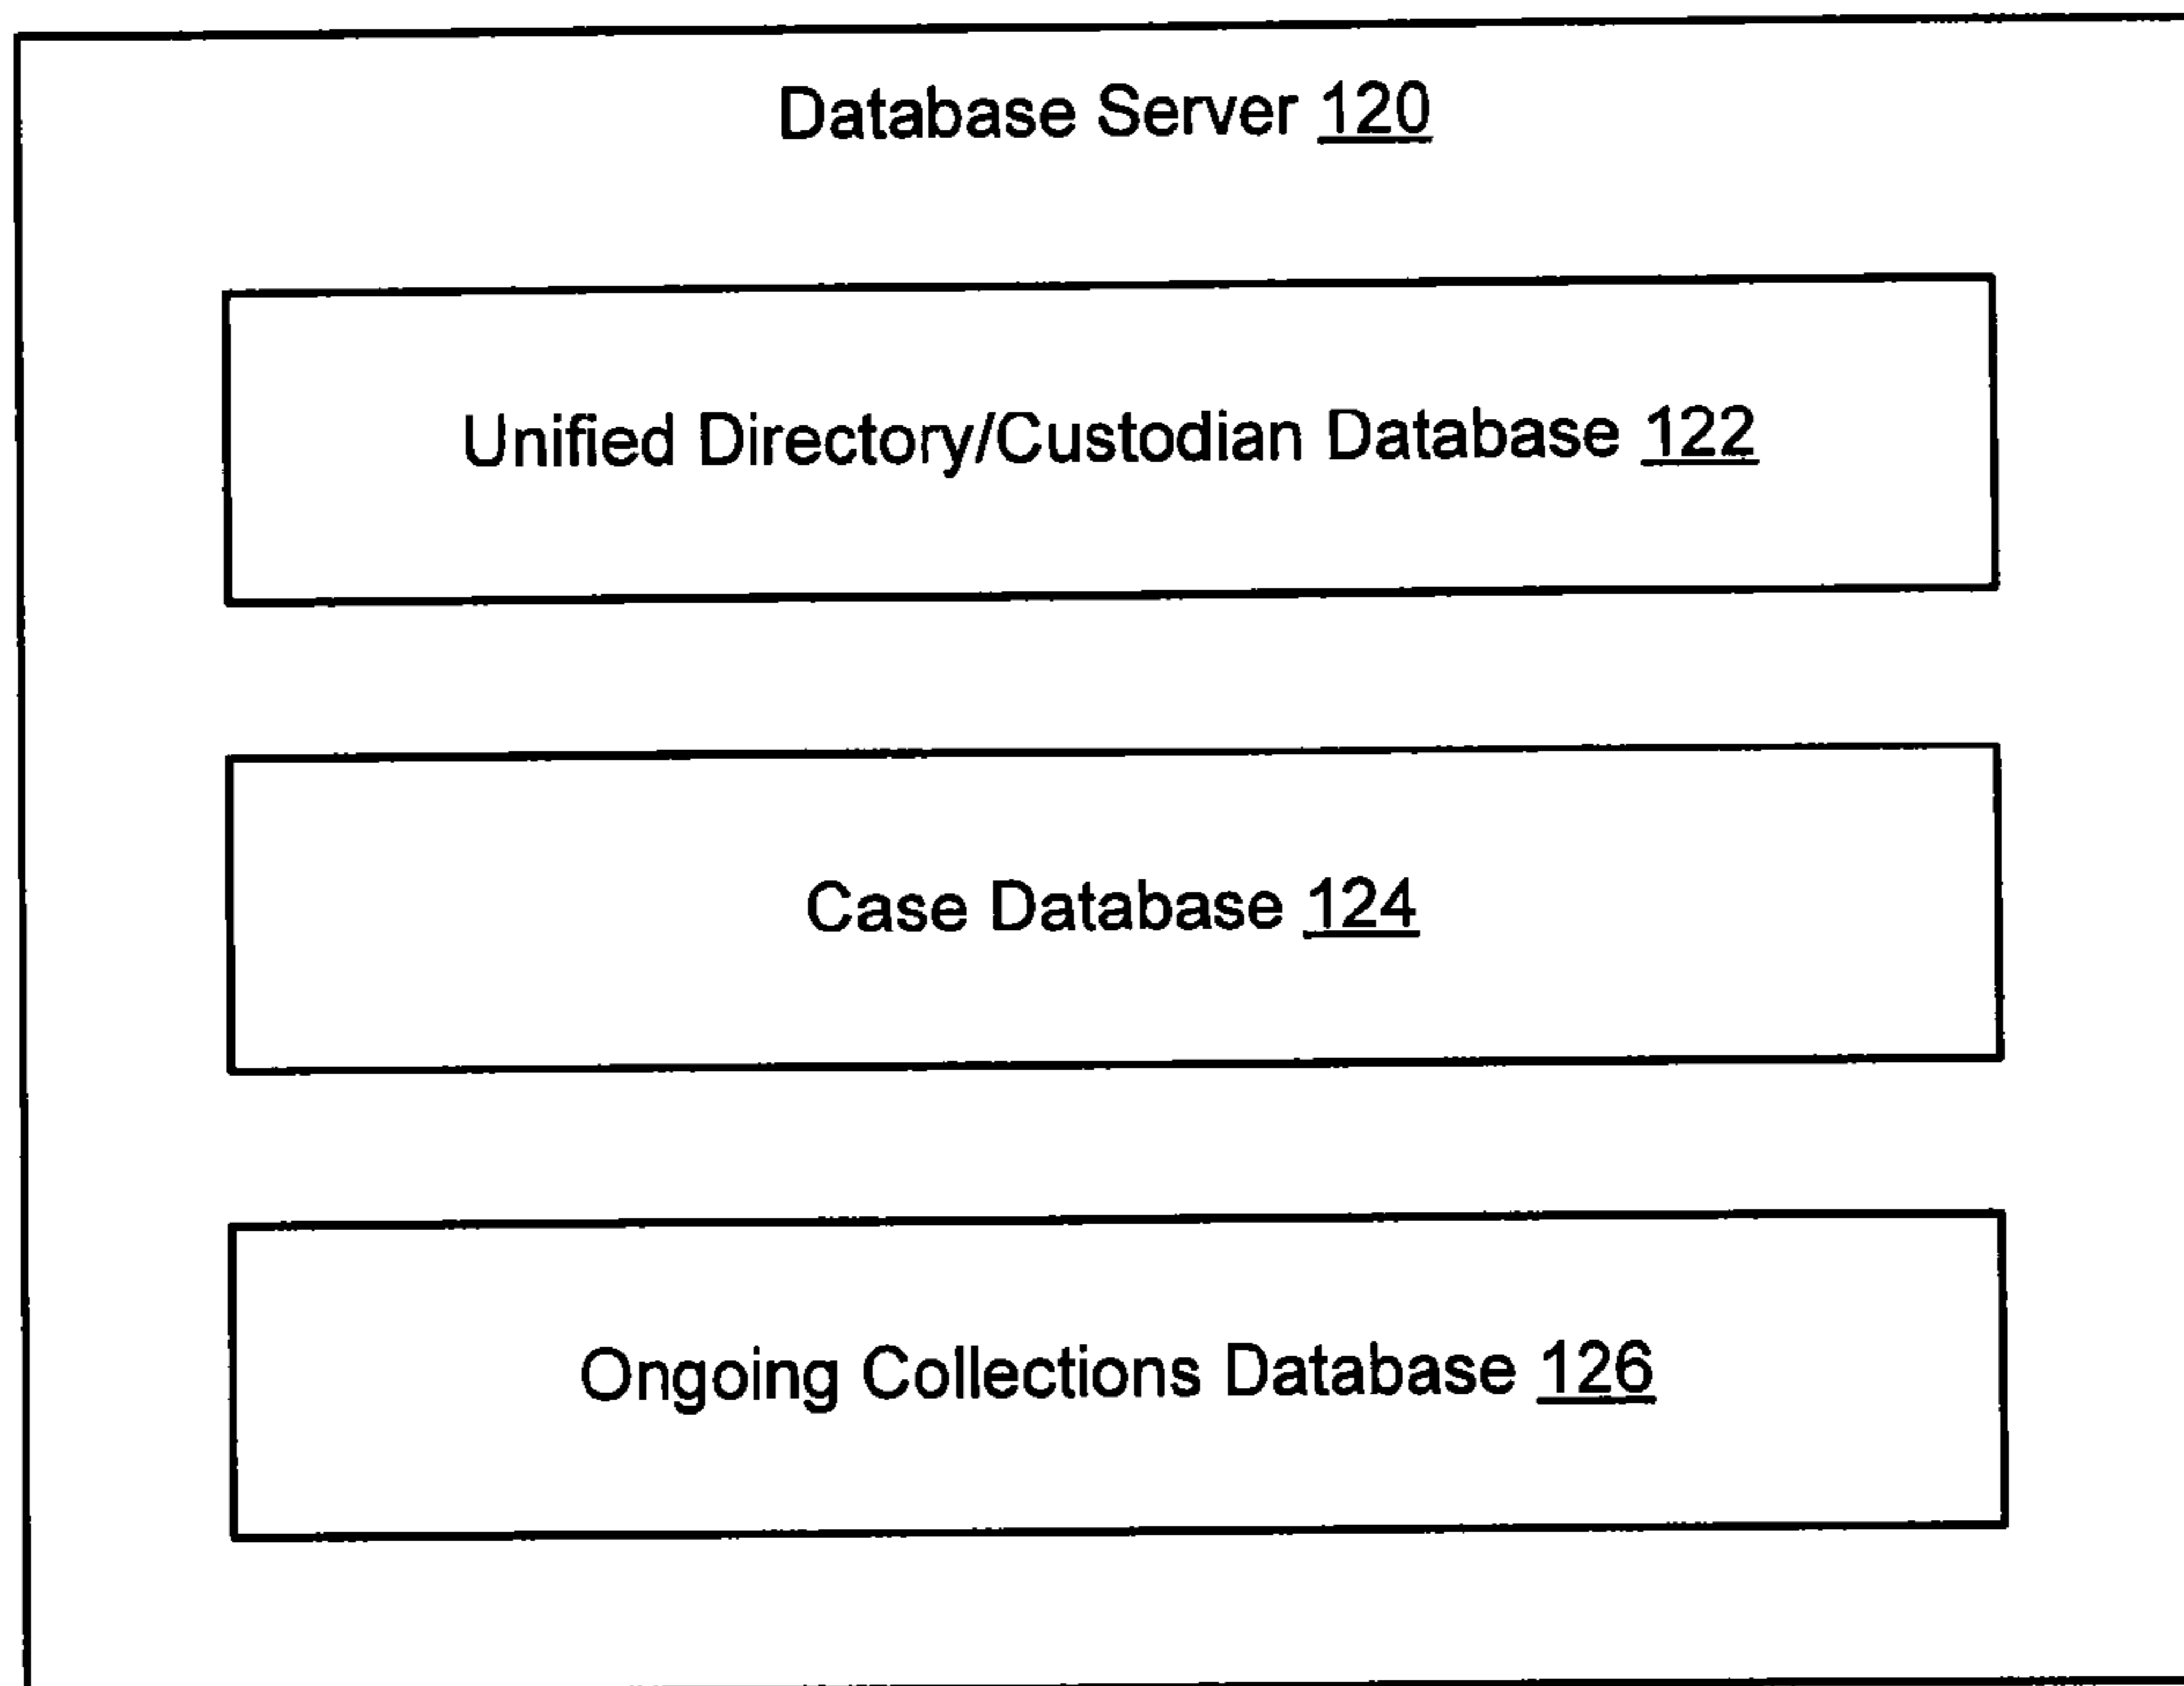 Database Server 120
Unified Directory/Custodian Database 122
Case Database 124
Ongoing Collections Database 126